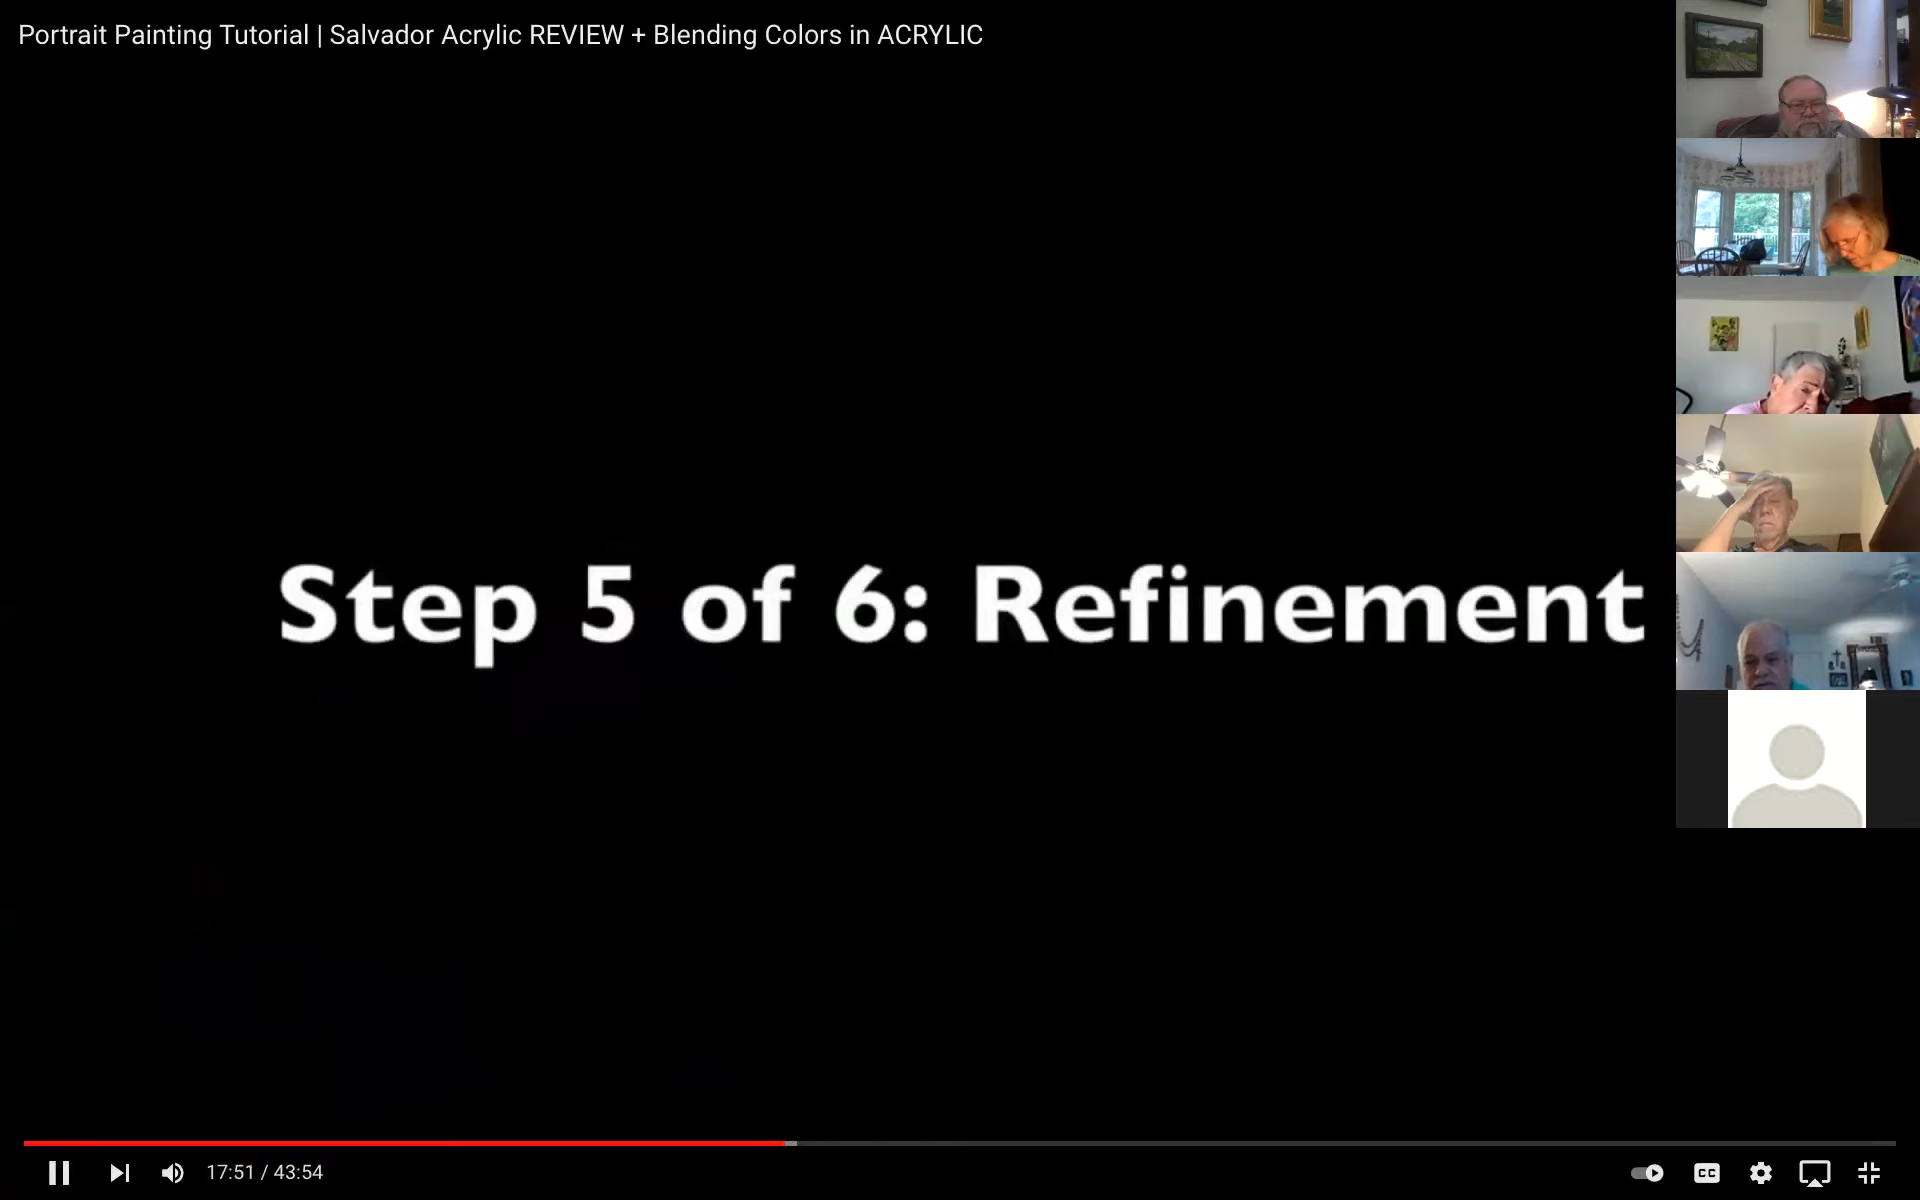 Portrait Painting Tutorial | Salvador Acrylic REVIEW + Blending Colors in ACRYLIC
Step 5 of 6: Refinement
17:51 / 43:54
CC